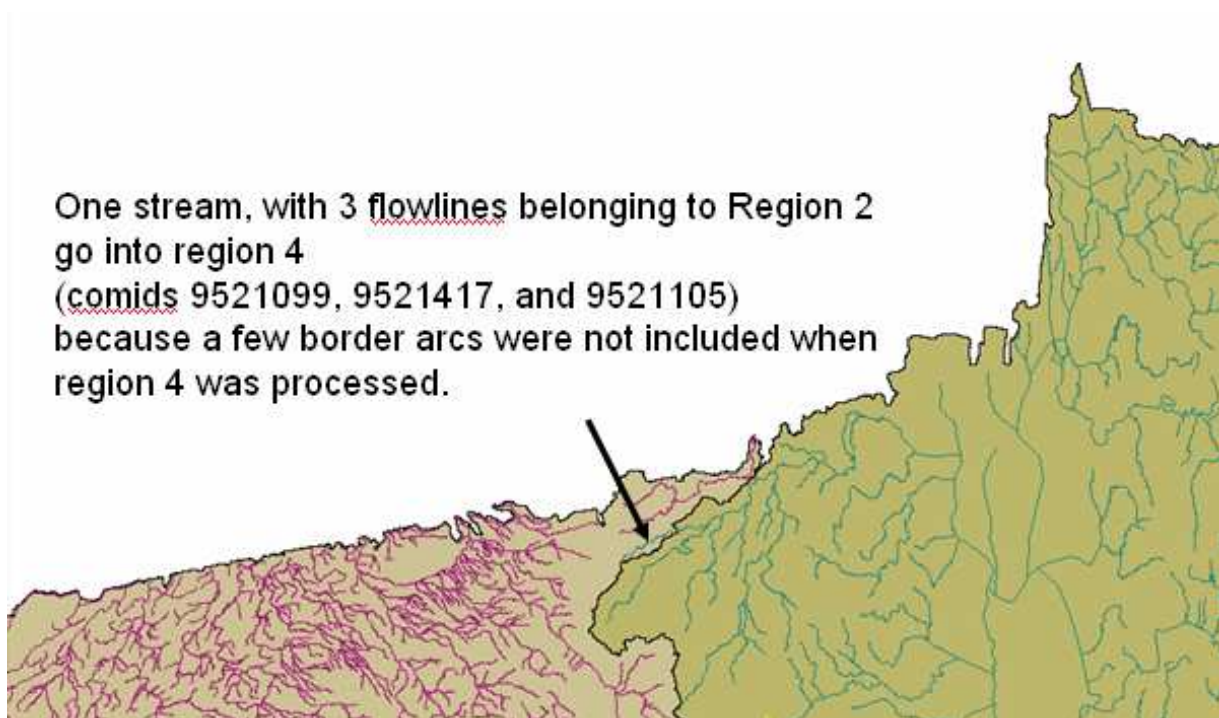 One stream, with 3 flowlines belonging to Region 2
go into region 4
(comids 9521099, 9521417, and 9521105)
because a few border arcs were not included when
region 4 was processed.